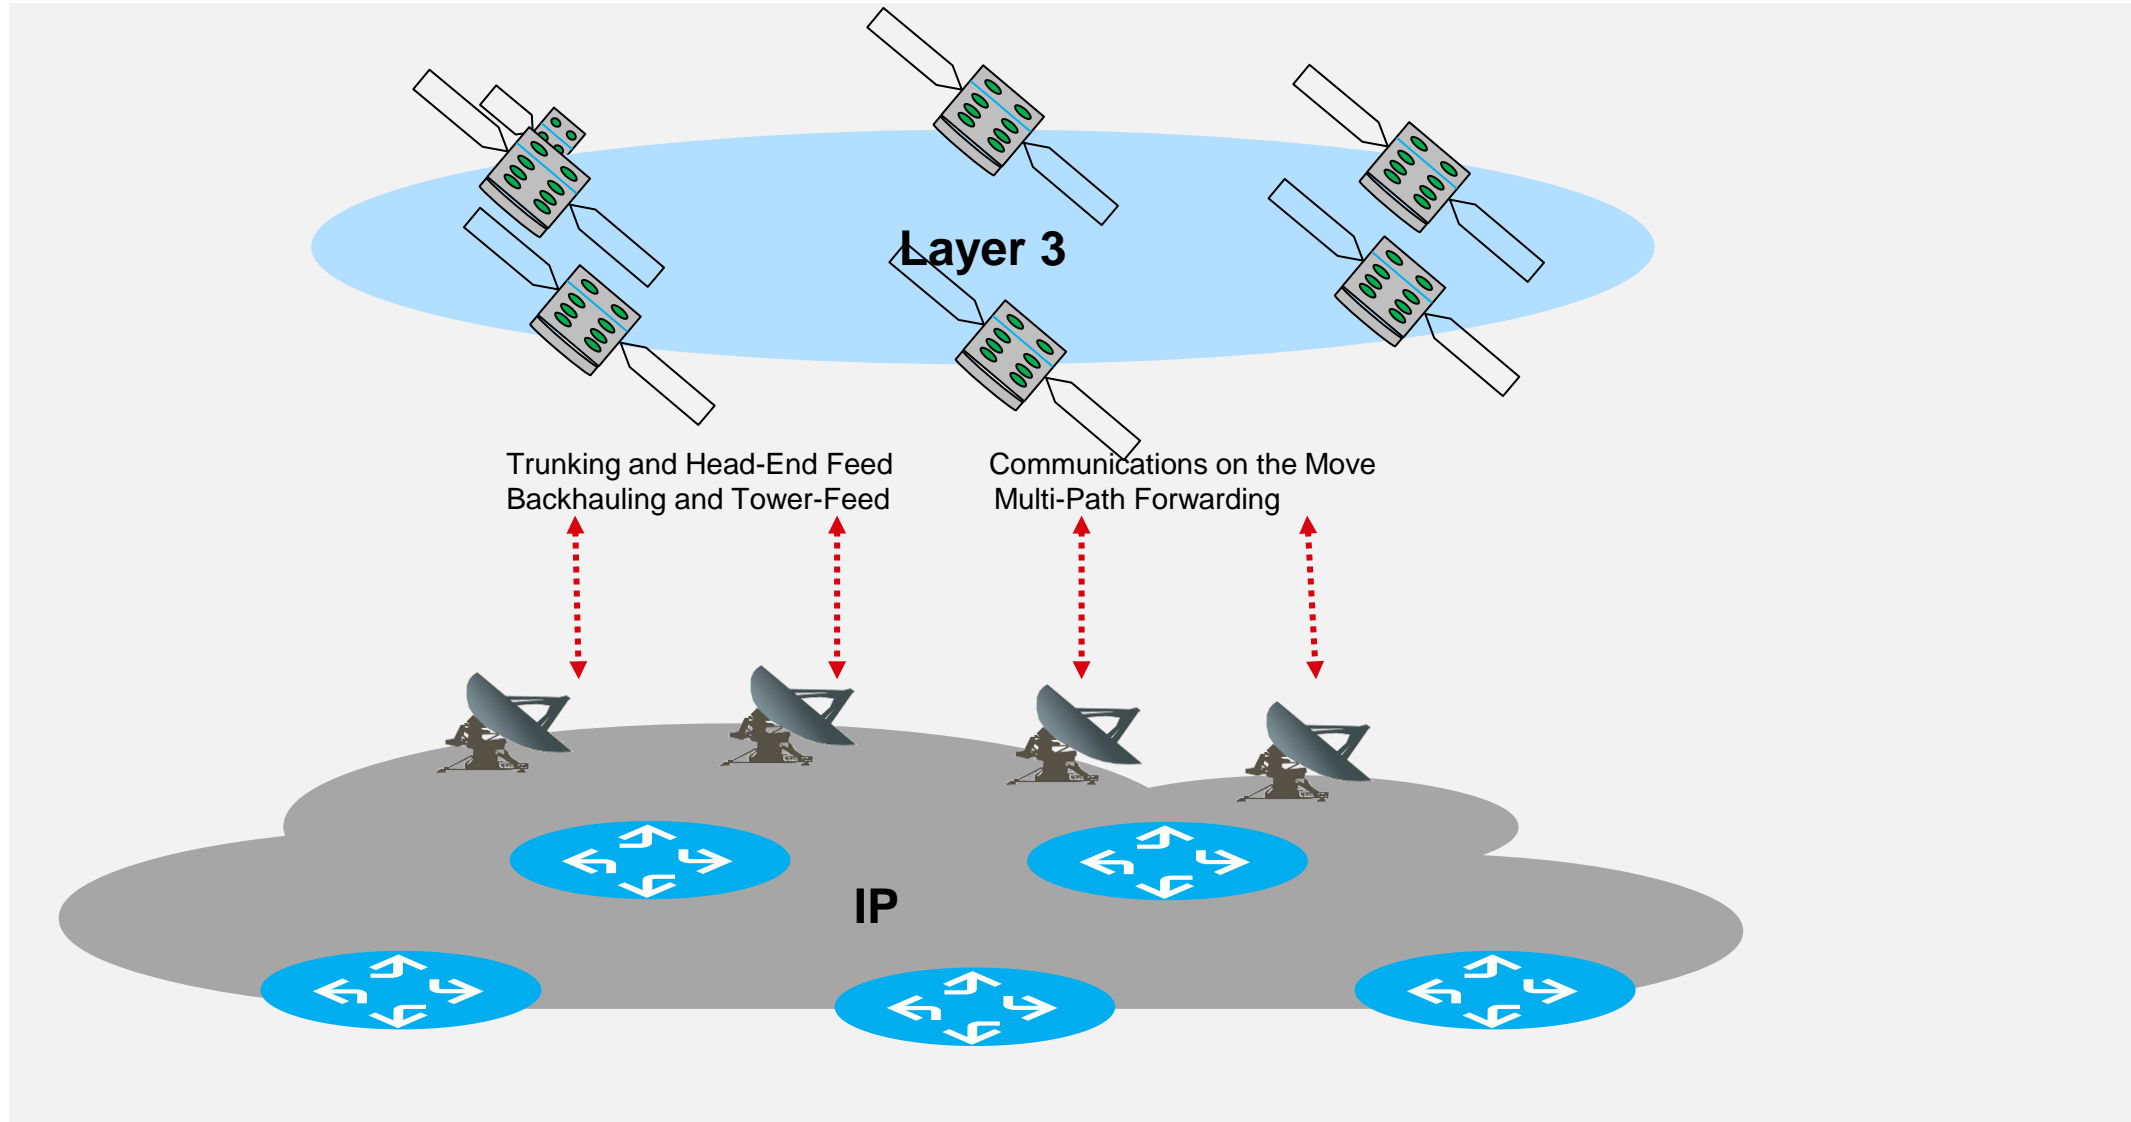 Layer 3
Trunking and Head-End Feed
Backhauling and Tower-Feed
Communications on the Move
Multi-Path Forwarding
IP